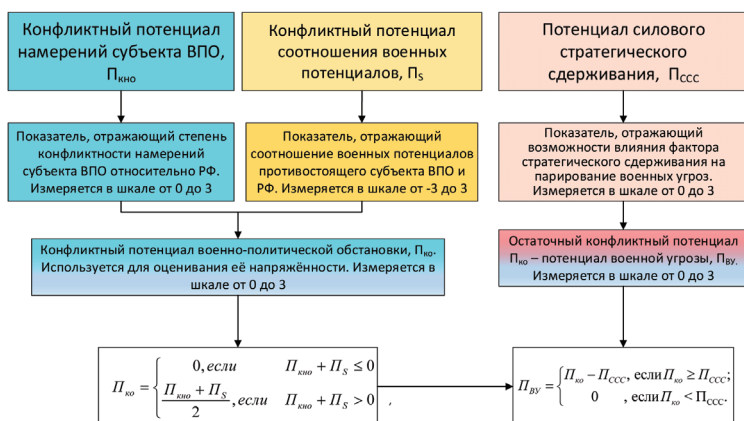 Конфликтный потенциал
намерений субъекта ВПО,
Пкно
Конфликтный потенциал
соотношения военных
потенциалов, ПS
Потенциал силового
стратегического
сдерживания, ПССС
Показатель, отражающий степень
конфликтности намерений
субъекта ВПО относительно РФ.
Измеряется в шкале от 0 до 3
Показатель, отражающий
соотношение военных потенциалов
противостоящего субъекта ВПО и
РФ. Измеряется в шкале от -3 до 3
Показатель, отражающий
возможности влияния фактора
стратегического сдерживания на
парирование военных угроз.
Измеряется в шкале от 0 до 3
Конфликтный потенциал военно-политической обстановки, Пко.
Используется для оценивания её напряжённости. Измеряется в
шкале от 0 до 3
Остаточный конфликтный потенциал
Пко – потенциал военной угрозы, ПВУ.
Измеряется в шкале от 0 до 3
Пко = { 0, если Пкно + ПS ≤ 0
(Пкно + ПS) / 2, если Пкно + ПS > 0 ,
ПВУ = { Пко − ПССС, если Пко ≥ ПССС;
0 , если Пко < ПССС.